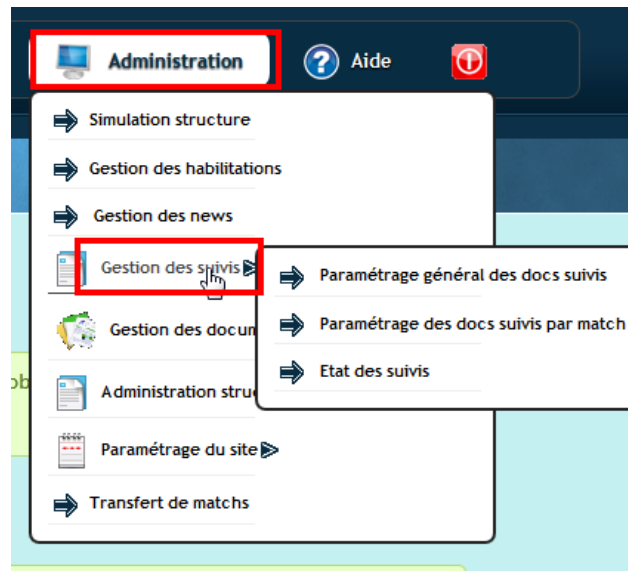 Administration
Aide
Simulation structure
Gestion des habilitations
Gestion des news
Gestion des suivis
Paramétrage général des docs suivis
Paramétrage des docs suivis par match
Gestion des docum
Etat des suivis
Administration stru
Paramétrage du site
Transfert de matchs